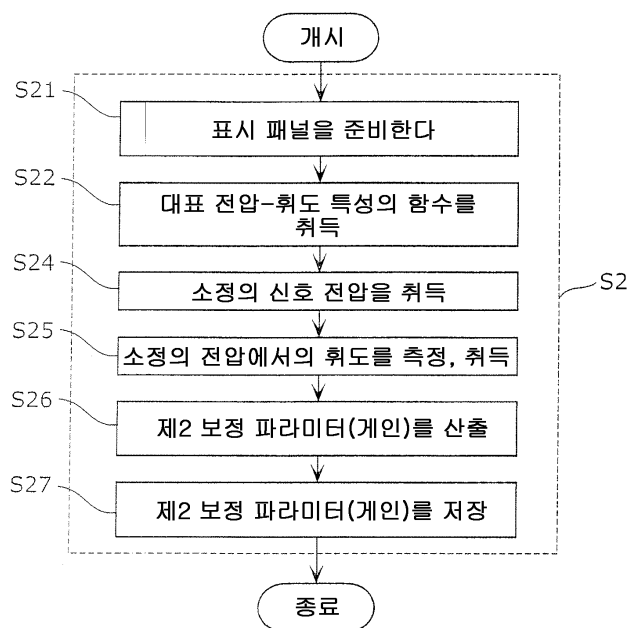 개시
S21
표시 패널을 준비한다
S22
대표 전압-휘도 특성의 함수를
취득
S24
소정의 신호 전압을 취득
S2
S25
소정의 전압에서의 휘도를 측정, 취득
S26
제2 보정 파라미터(게인)를 산출
S27
제2 보정 파라미터(게인)를 저장
종료